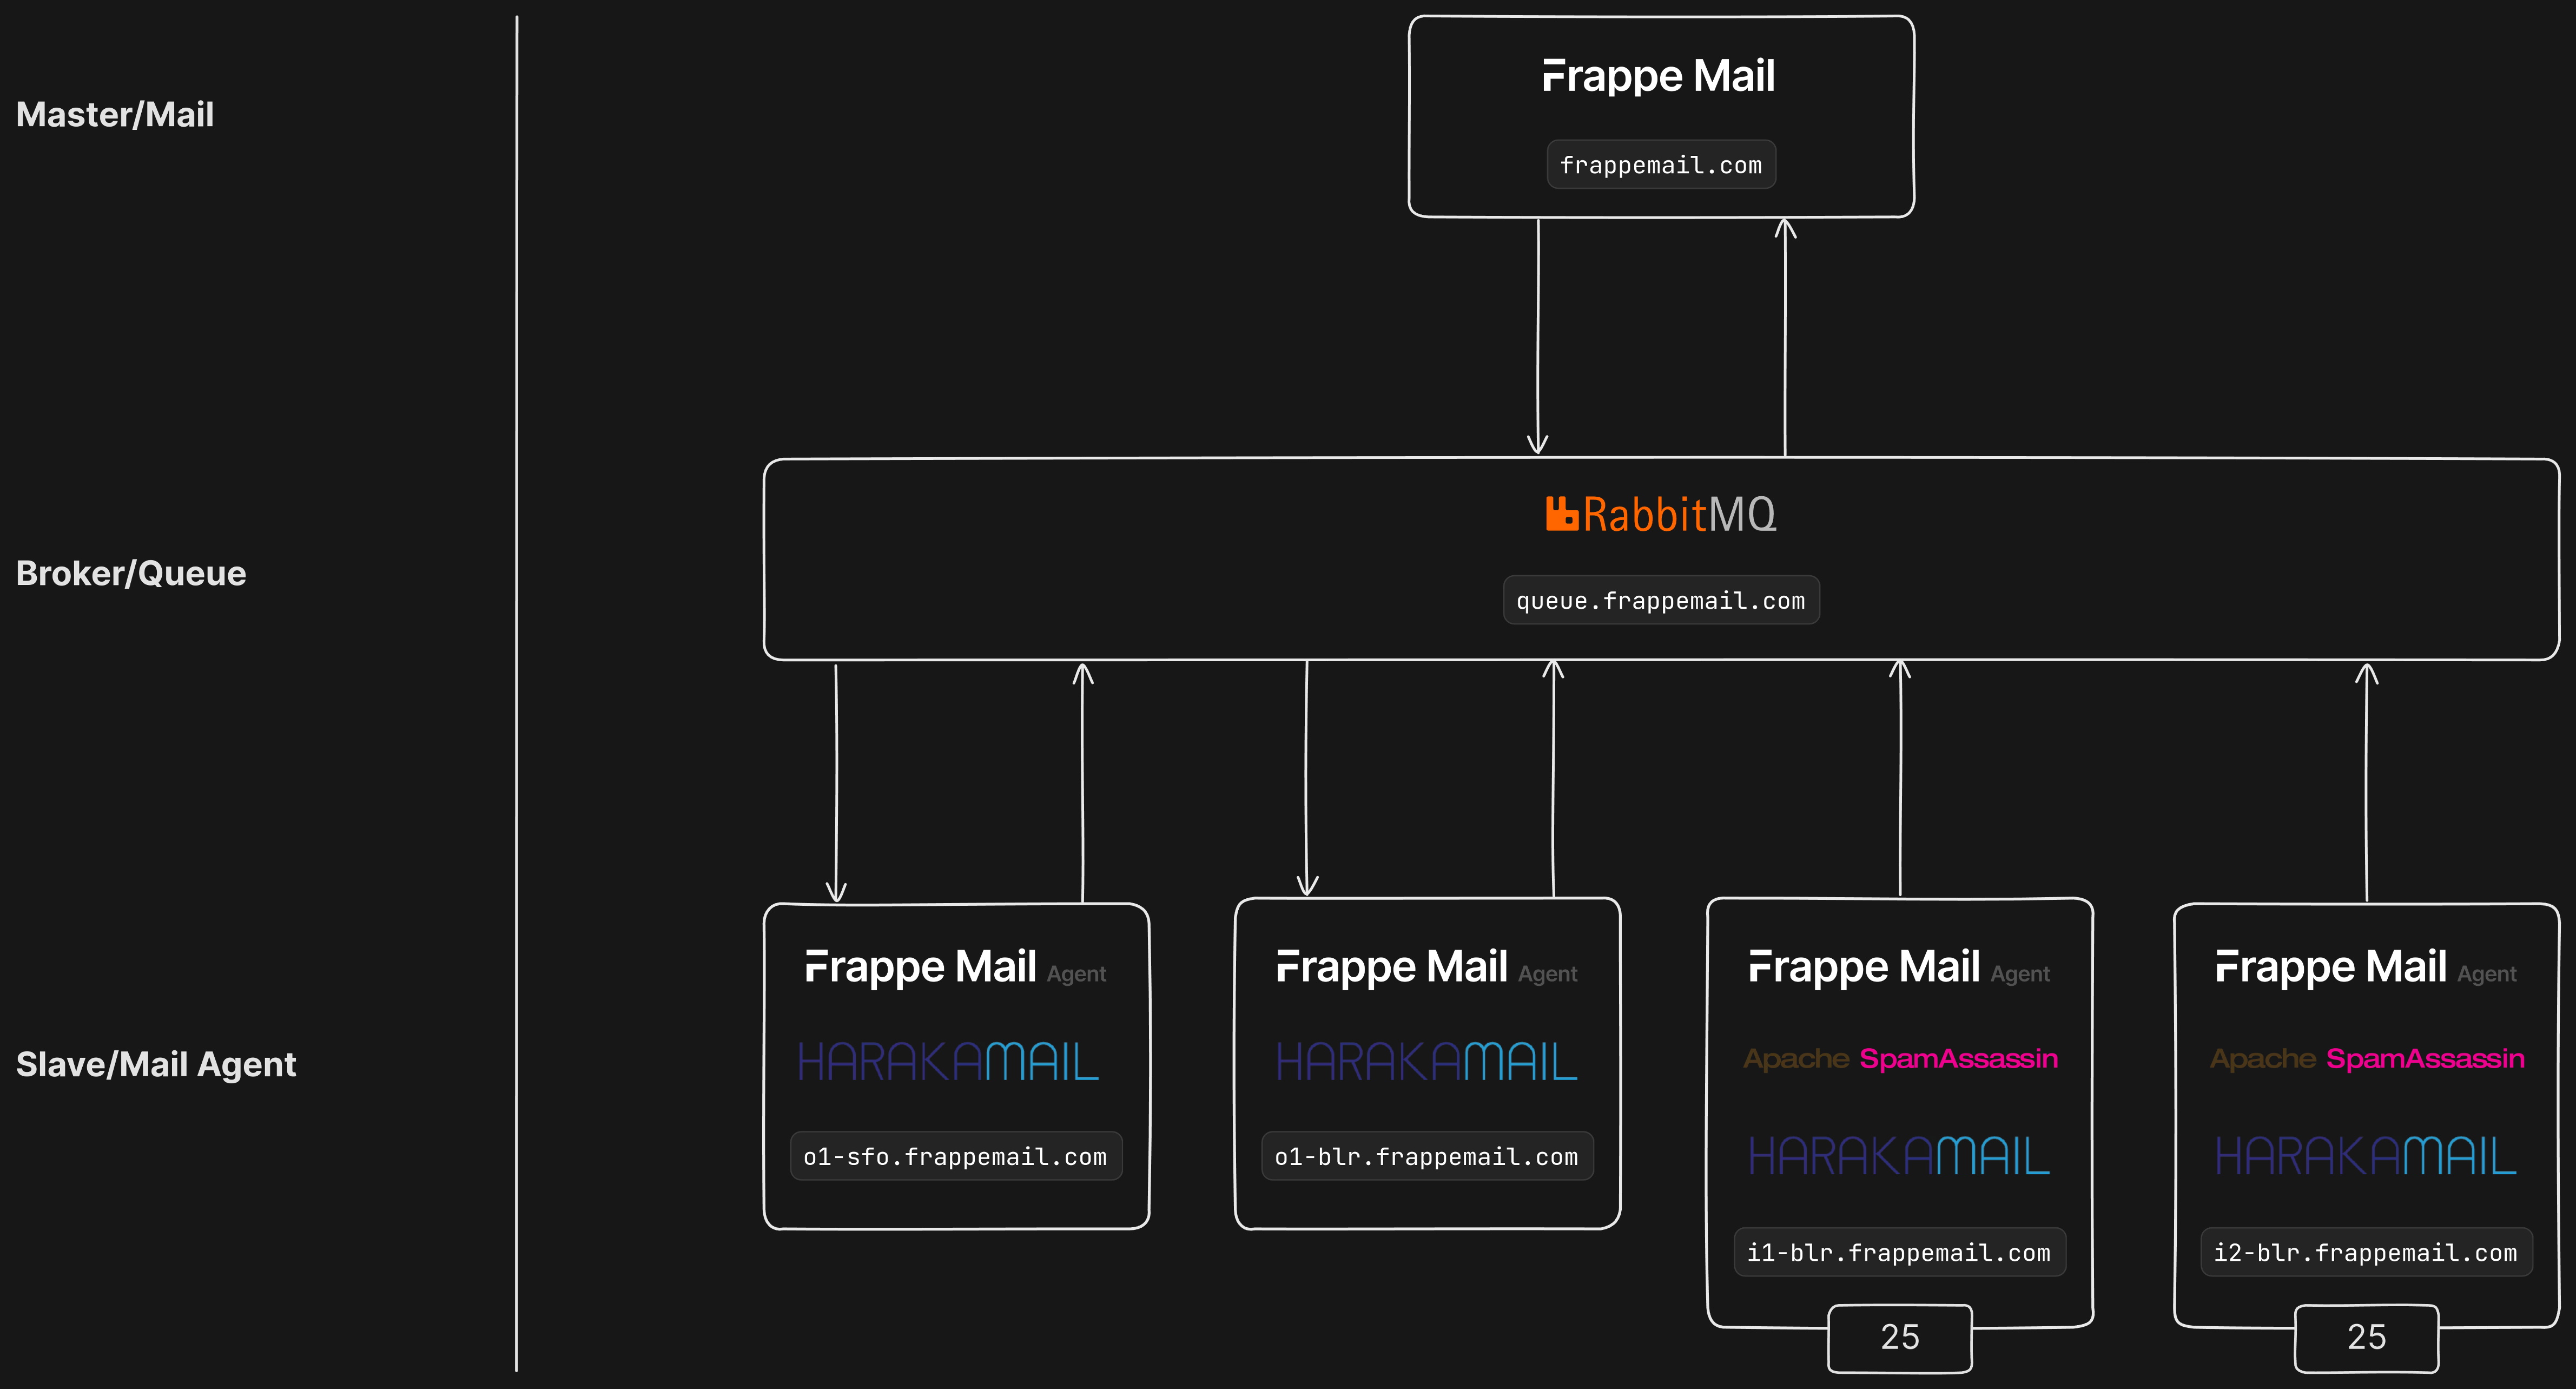 Master/Mail
Frappe Mail
frappemail.com
Broker/Queue
RabbitMQ
queue.frappemail.com
Slave/Mail Agent
Frappe Mail Agent
HARAKAMAIL
o1-sfo.frappemail.com
Frappe Mail Agent
HARAKAMAIL
o1-blr.frappemail.com
Frappe Mail Agent
Apache SpamAssassin
HARAKAMAIL
i1-blr.frappemail.com
25
Frappe Mail Agent
Apache SpamAssassin
HARAKAMAIL
i2-blr.frappemail.com
25